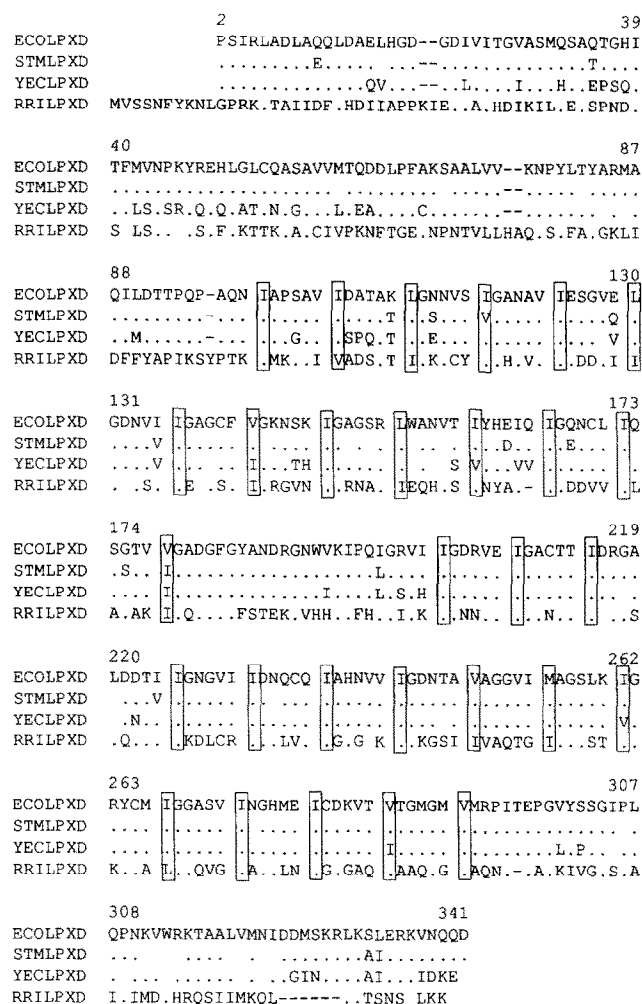 2 39
ECOLPXD PSIRLADLAQQLDAELHGD--GDIVITGVASMQSAQTGHI
STMLPXD .........E.........--...............T....
YECLPXD ............QV.....--...L....I...H..EPSQ.
RRILPXD MVSSNFYKNLGPRK.TAIIDF.HDIIAPPKIE..A.HDIKIL.E.SPND.
40 87
ECOLPXD TFMVNPKYREHLGLCQASAVVMTQDDLPFAKSAALVV--KNPYLTYARMA
STMLPXD .....................................--...........
YECLPXD ..LS.SR.Q.Q.AT.N.G...L.EA....C.......--...........
RRILPXD S LS.. .S.F.KTTK.A.CIVPKNFTGE.NPNTVLLHAQ.S.FA.GKLI
88 130
ECOLPXD QILDTTPQP-AQN IAPSAV IDATAK LGNNVS IGANAV IESGVE L
STMLPXD .........-... ...... .....T ..S... V..... .....Q .
YECLPXD ..M......-... ....G. .SPQ.T ..E... ...... .....V .
RRILPXD DFFYAPIKSYPTK .MK..I VADS.T I.K.CY ..H.V. ..DD.I I
131 173
ECOLPXD GDNVI IGAGCF VGKNSK IGAGSR LWANVT IYHEIQ IGQNCL IQ
STMLPXD ....V ...... ...... ...... ...... ...D.. ..E... ..
YECLPXD ....V ...... I...TH ...... .....S V...VV ...... ..
RRILPXD ..S. ..E..S. I.RGVN ..RNA. IEQH.S .NYA.- ..DDVV .L
174 219
ECOLPXD SGTV VGADGFGYANDRGNWVKIPQIGRVI IGDRVE IGACTT IDRGA
STMLPXD .S.. I...................L.... ...... ...... .....
YECLPXD .... I................I...L.S.H ...... ...... .....
RRILPXD A.AK I.Q....FSTEK.VHH..FH..I.K ..NN.. ...N.. ....S
220 262
ECOLPXD LDDTI IGNGVI IDNQCQ IAHNVV IGDNTA VAGGVI MAGSLK IG
STMLPXD ....V ...... ...... ...... ...... ...... ...... ..
YECLPXD .N... ...... ...... ...... ...... ...... ...... V.
RRILPXD .Q... .KDLCR ...LV. .G.G K ..KGSI IVAQTG I...ST ..
263 307
ECOLPXD RYCM IGGASV INGHME ICDKVT VTGMGM VMRPITEPGVYSSGIPL
STMLPXD .... ...... ...... ...... ...... .................
YECLPXD .... ...... ...... ...... I..... ..........L.P....
RRILPXD K..A L..QVG A..LN .G.GAQ .AAQ.G .AQN.-.A.KIVG.S.A
308 341
ECOLPXD QPNKVWRKTAALVMNIDDMSKRLKSLERKVNQQD
STMLPXD .... ................... .AI.......
YECLPXD .... .............GIN....AI...IDKE
RRILPXD I.IMD.HRQSIIMKQL------..TSNS LKK